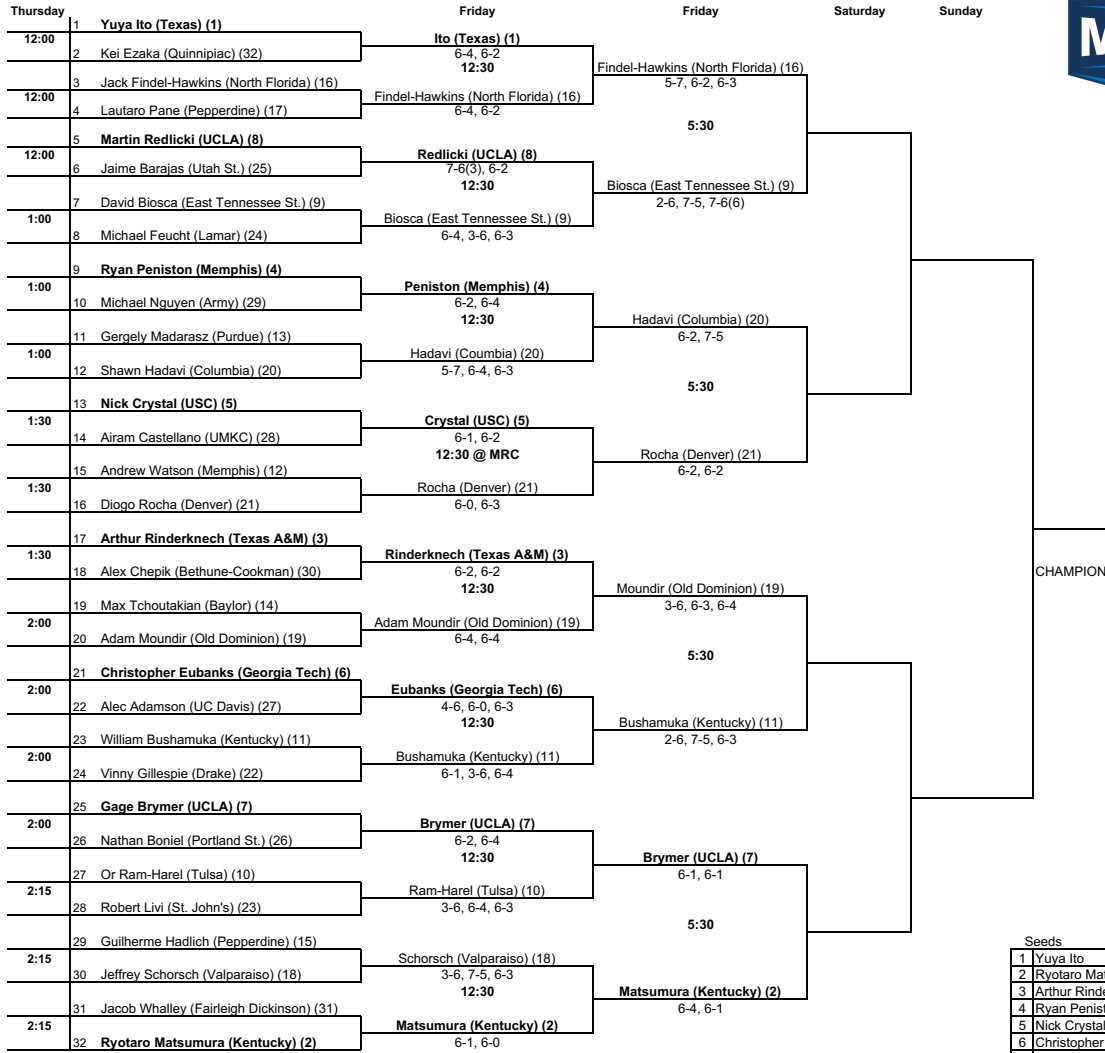 Thursday Friday Friday Saturday Sunday
1 Yuya Ito (Texas) (1)
12:00
2 Kei Ezaka (Quinnipiac) (32)
3 Jack Findel-Hawkins (North Florida) (16)
12:00
4 Lautaro Pane (Pepperdine) (17)
5 Martin Redlicki (UCLA) (8)
12:00
6 Jaime Barajas (Utah St.) (25)
7 David Biosca (East Tennessee St.) (9)
1:00
8 Michael Feucht (Lamar) (24)
9 Ryan Peniston (Memphis) (4)
1:00
10 Michael Nguyen (Army) (29)
11 Gergely Madarasz (Purdue) (13)
1:00
12 Shawn Hadavi (Columbia) (20)
13 Nick Crystal (USC) (5)
1:30
14 Airam Castellano (UMKC) (28)
15 Andrew Watson (Memphis) (12)
1:30
16 Diogo Rocha (Denver) (21)
17 Arthur Rinderknech (Texas A&M) (3)
1:30
18 Alex Chepik (Bethune-Cookman) (30)
19 Max Tchoutakian (Baylor) (14)
2:00
20 Adam Moundir (Old Dominion) (19)
21 Christopher Eubanks (Georgia Tech) (6)
2:00
22 Alec Adamson (UC Davis) (27)
23 William Bushamuka (Kentucky) (11)
2:00
24 Vinny Gillespie (Drake) (22)
25 Gage Brymer (UCLA) (7)
2:00
26 Nathan Boniel (Portland St.) (26)
27 Or Ram-Harel (Tulsa) (10)
2:15
28 Robert Livi (St. John's) (23)
29 Guilherme Hadlich (Pepperdine) (15)
2:15
30 Jeffrey Schorsch (Valparaiso) (18)
31 Jacob Whalley (Fairleigh Dickinson) (31)
2:15
32 Ryotaro Matsumura (Kentucky) (2)
Ito (Texas) (1)
6-4, 6-2
12:30
Findel-Hawkins (North Florida) (16)
6-4, 6-2
Redlicki (UCLA) (8)
7-6(3), 6-2
12:30
Biosca (East Tennessee St.) (9)
6-4, 3-6, 6-3
Peniston (Memphis) (4)
6-2, 6-4
12:30
Hadavi (Coumbia) (20)
5-7, 6-4, 6-3
Crystal (USC) (5)
6-1, 6-2
12:30 @ MRC
Rocha (Denver) (21)
6-0, 6-3
Rinderknech (Texas A&M) (3)
6-2, 6-2
12:30
Adam Moundir (Old Dominion) (19)
6-4, 6-4
Eubanks (Georgia Tech) (6)
4-6, 6-0, 6-3
12:30
Bushamuka (Kentucky) (11)
6-1, 3-6, 6-4
Brymer (UCLA) (7)
6-2, 6-4
12:30
Ram-Harel (Tulsa) (10)
3-6, 6-4, 6-3
Schorsch (Valparaiso) (18)
3-6, 7-5, 6-3
12:30
Matsumura (Kentucky) (2)
6-1, 6-0
Findel-Hawkins (North Florida) (16)
5-7, 6-2, 6-3
5:30
Biosca (East Tennessee St.) (9)
2-6, 7-5, 7-6(6)
Hadavi (Columbia) (20)
6-2, 7-5
5:30
Rocha (Denver) (21)
6-2, 6-2
Moundir (Old Dominion) (19)
3-6, 6-3, 6-4
5:30
Bushamuka (Kentucky) (11)
2-6, 7-5, 6-3
Brymer (UCLA) (7)
6-1, 6-1
5:30
Matsumura (Kentucky) (2)
6-4, 6-1
M
CHAMPION
Seeds
1 Yuya Ito
2 Ryotaro Mat
3 Arthur Rinde
4 Ryan Penist
5 Nick Crystal
6 Christopher